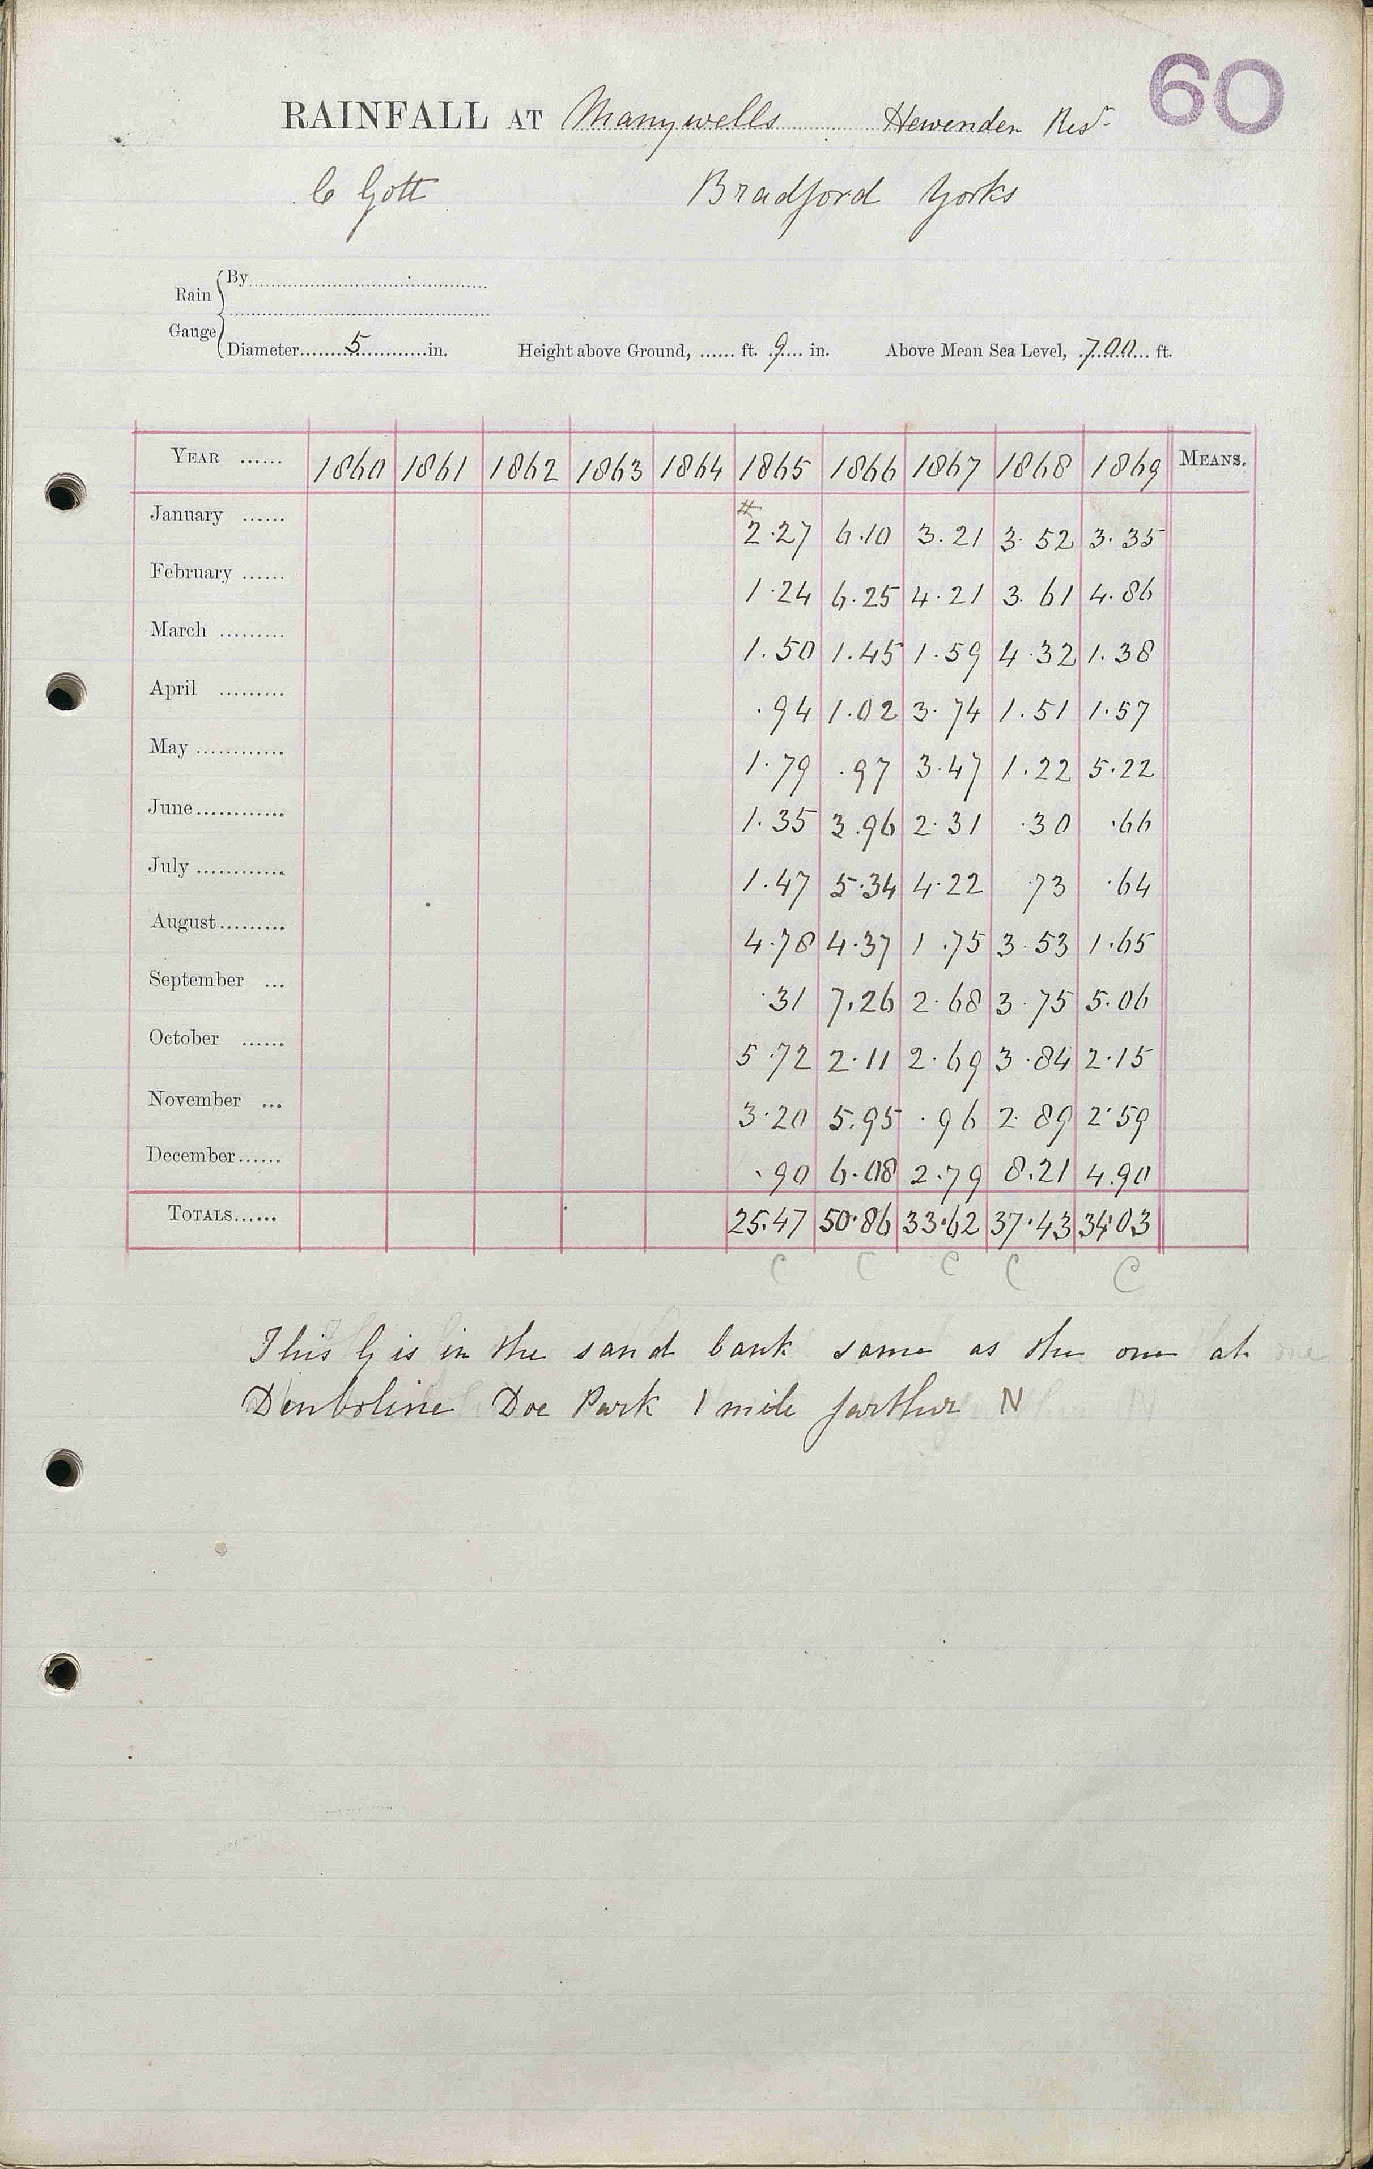 60
RAINFALL AT Manywells Hewenden Resr
C Gott Bradford Yorks
Rain Gauge
By
Diameter 5 in. Height above Ground, ft. 9 in. Above Mean Sea Level, 700 ft.
YEAR ...... 1860 1861 1862 1863 1864 1865 1866 1867 1868 1869 MEANS.
January ...... # 2.27 6.10 3.21 3.52 3.35
February ...... 1.24 6.25 4.21 3.61 4.86
March ......... 1.50 1.45 1.59 4.32 1.38
April ......... .94 1.02 3.74 1.51 1.57
May ............ 1.79 .97 3.47 1.22 5.22
June............ 1.35 3.96 2.31 .30 .66
July ............ 1.47 5.34 4.22 73 .64
August......... 4.78 4.37 1.75 3.53 1.65
September ... .31 7.26 2.68 3.75 5.06
October ...... 5.72 2.11 2.69 3.84 2.15
November ... 3.20 5.95 .96 2.89 2.59
December...... .90 6.08 2.79 8.21 4.90
TOTALS...... 25.47 50.86 33.62 37.43 34.03
C C C C C
This G is in the sand bank same as the one at
Denholine Doe Park 1 mile farther N